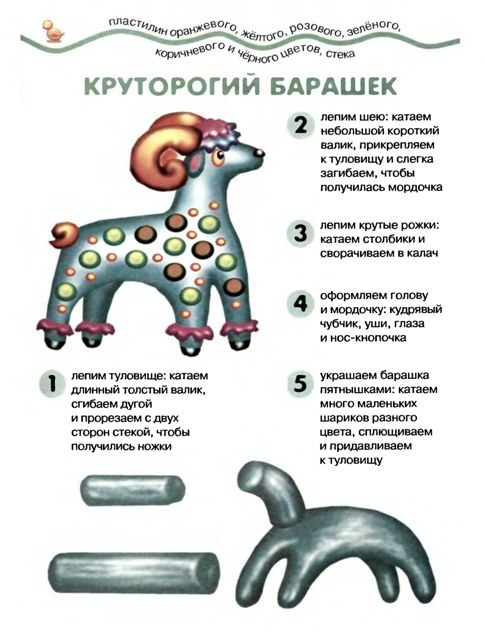 пластилин оранжевого, жёлтого, розового, зелёного,
коричневого и чёрного цветов, стека
КРУТОРОГИЙ БАРАШЕК
2 лепим шею: катаем
небольшой короткий
валик, прикрепляем
к туловищу и слегка
загибаем, чтобы
получилась мордочка
3 лепим крутые рожки:
катаем столбики и
сворачиваем в калач
4 оформляем голову
и мордочку: кудрявый
чубчик, уши, глаза
и нос-кнопочка
1 лепим туловище: катаем
длинный толстый валик,
сгибаем дугой
и прорезаем с двух
сторон стекой, чтобы
получились ножки
5 украшаем барашка
пятнышками: катаем
много маленьких
шариков разного
цвета, сплющиваем
и придавливаем
к туловищу